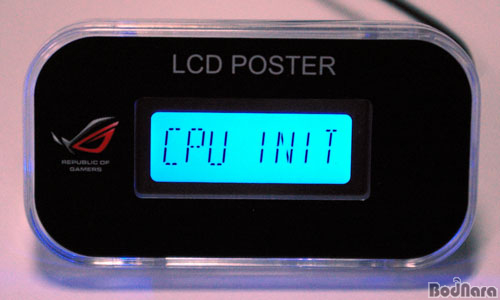 LCD POSTER
CPU INIT
REPUBLIC OF
GAMERS
BodNara